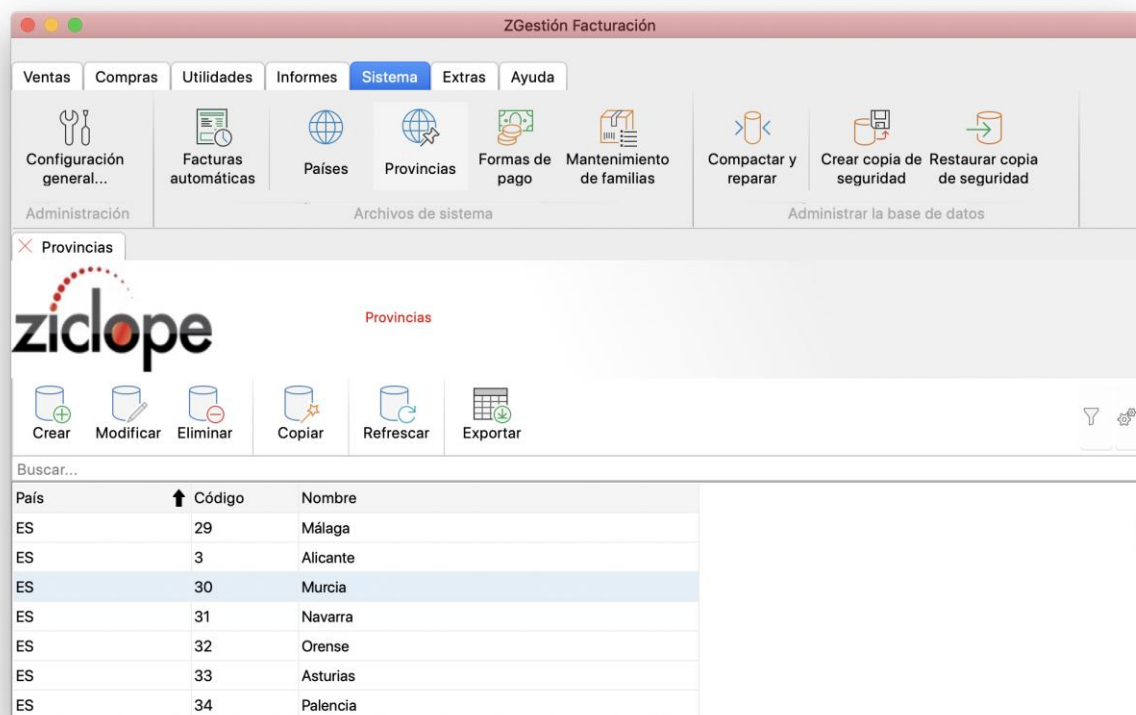 ZGestión Facturación
Ventas Compras Utilidades Informes Sistema Extras Ayuda
Configuración general...
Facturas automáticas
Países
Provincias
Formas de pago
Mantenimiento de familias
Compactar y reparar
Crear copia de seguridad
Restaurar copia de seguridad
Administración Archivos de sistema Administrar la base de datos
Provincias
ziclope
Provincias
Crear Modificar Eliminar Copiar Refrescar Exportar
Buscar...
País Código Nombre
ES 29 Málaga
ES 3 Alicante
ES 30 Murcia
ES 31 Navarra
ES 32 Orense
ES 33 Asturias
ES 34 Palencia